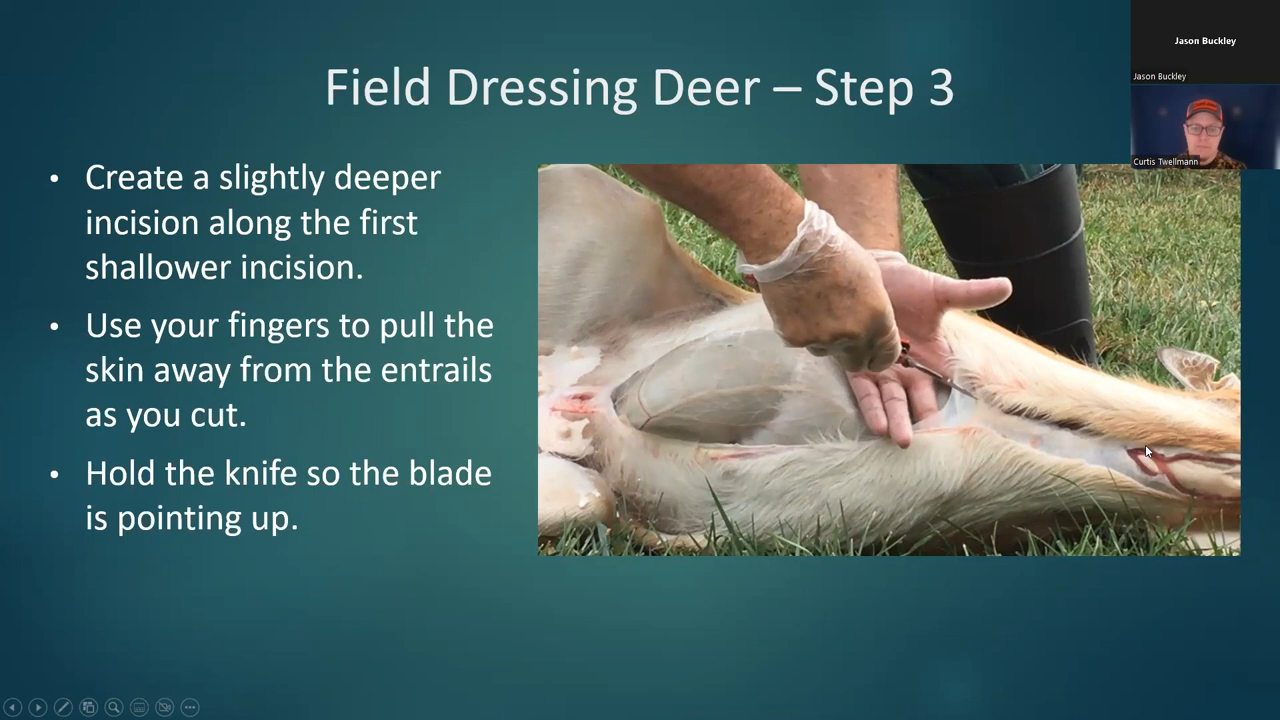 Jason Buckley
Jason Buckley
Curtis Twellmann
Field Dressing Deer – Step 3
• Create a slightly deeper
incision along the first
shallower incision.
• Use your fingers to pull the
skin away from the entrails
as you cut.
• Hold the knife so the blade
is pointing up.